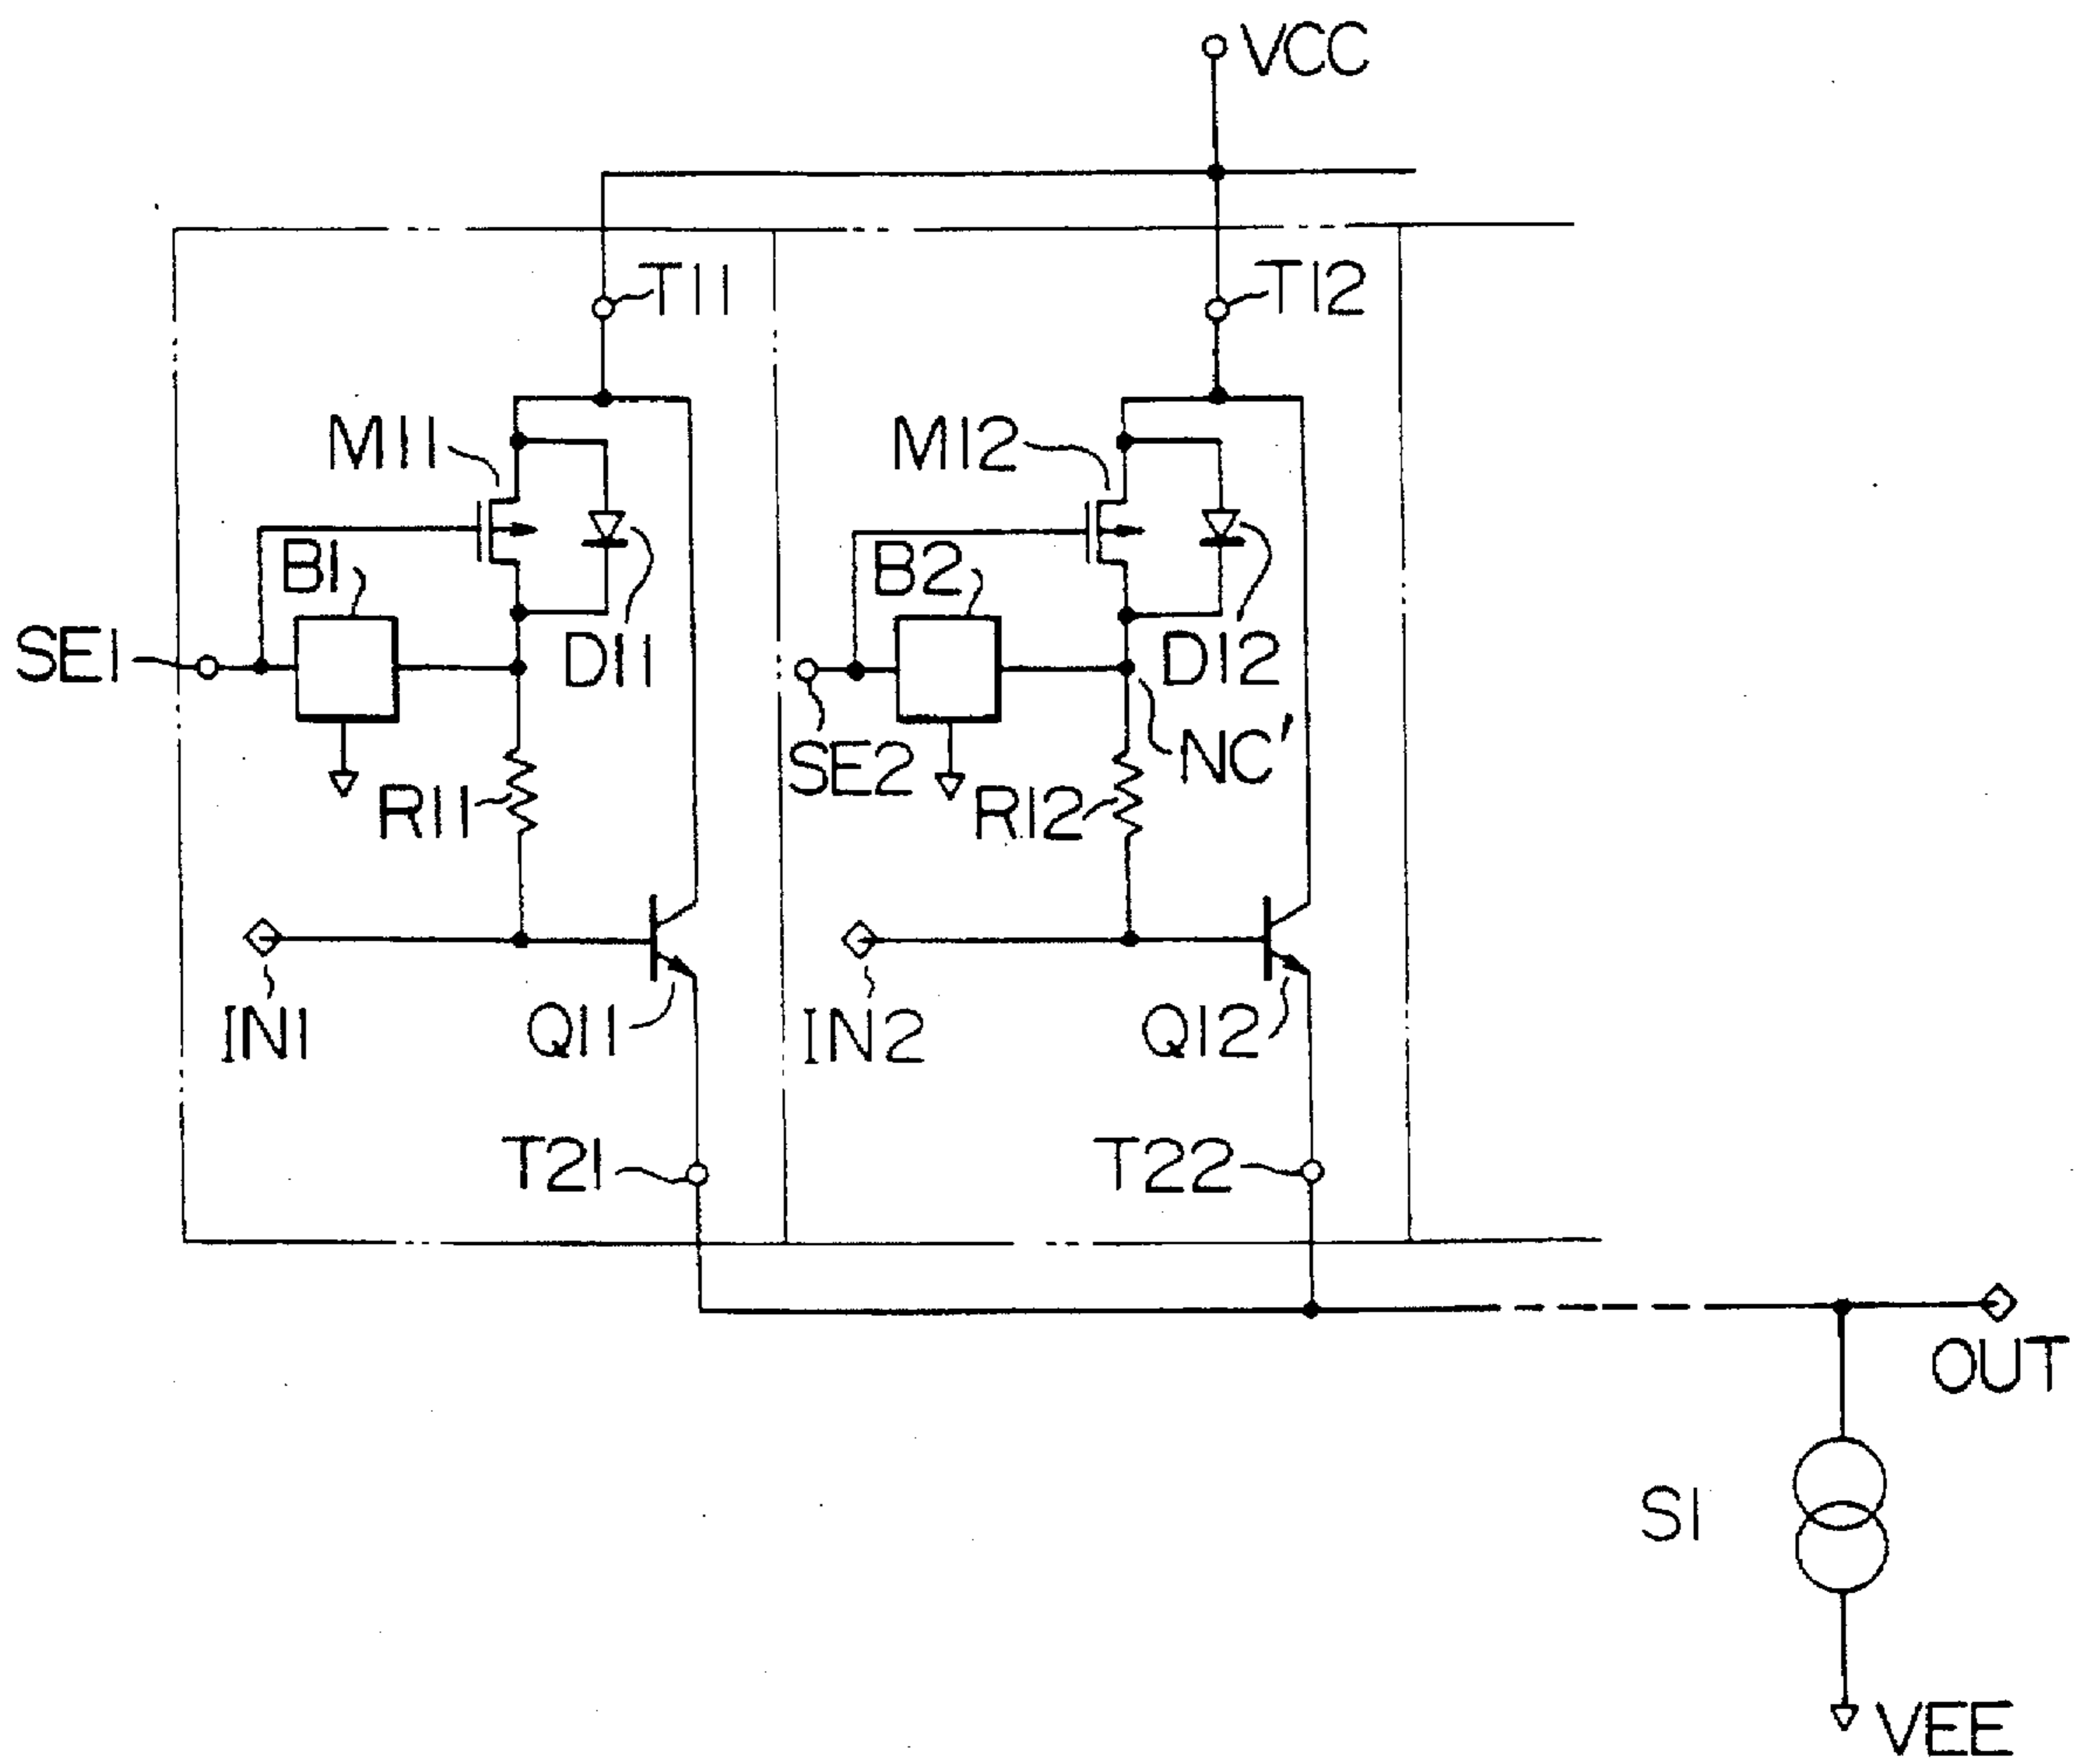 VCC
T11
T12
M11
M12
B1
B2
SE1
D11
D12
SE2
NC'
R11
R12
IN1
Q11
IN2
Q12
T21
T22
OUT
S1
VEE